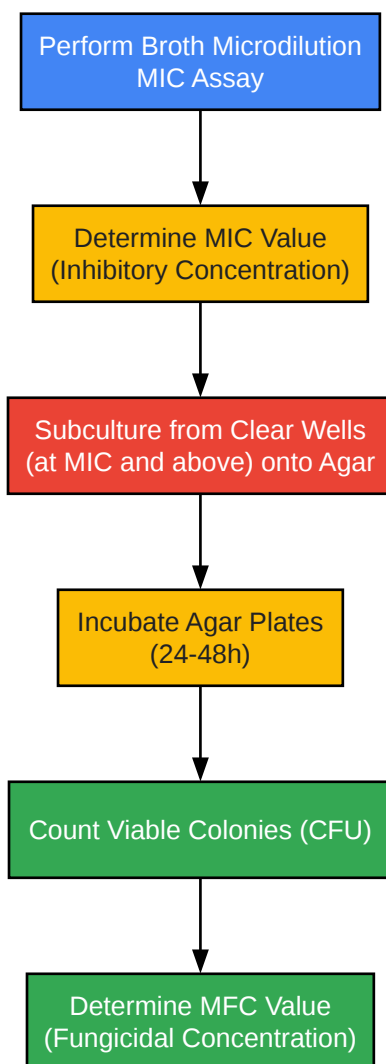 Perform Broth Microdilution
MIC Assay
Determine MIC Value
(Inhibitory Concentration)
Subculture from Clear Wells
(at MIC and above) onto Agar
Incubate Agar Plates
(24-48h)
Count Viable Colonies (CFU)
Determine MFC Value
(Fungicidal Concentration)